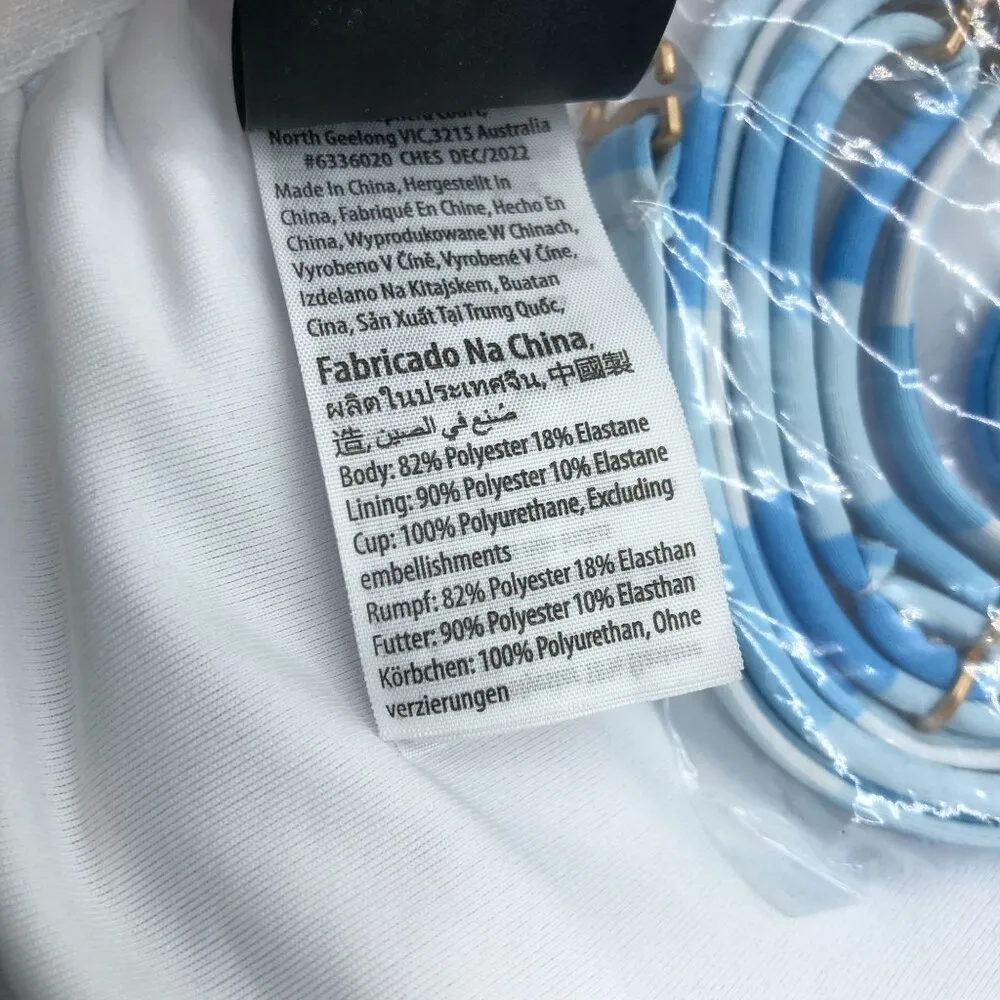 Court,
North Geelong VIC,3215 Australia
#6336020 CHES DEC/2022
Made In China, Hergestellt In
China, Fabriqué En Chine, Hecho En
China, Wyprodukowane W Chinach,
Vyrobeno V Číně, Vyrobené V Číne,
Izdelano Na Kitajskem, Buatan
Cina, Sản Xuất Tại Trung Quốc,
Fabricado Na China,
ผลิตในประเทศจีน, 中國製
造, صُنع في الصين
Body: 82% Polyester 18% Elastane
Lining: 90% Polyester 10% Elastane
Cup: 100% Polyurethane, Excluding
embellishments
Rumpf: 82% Polyester 18% Elasthan
Futter: 90% Polyester 10% Elasthan
Körbchen: 100% Polyurethan, Ohne
verzierungen